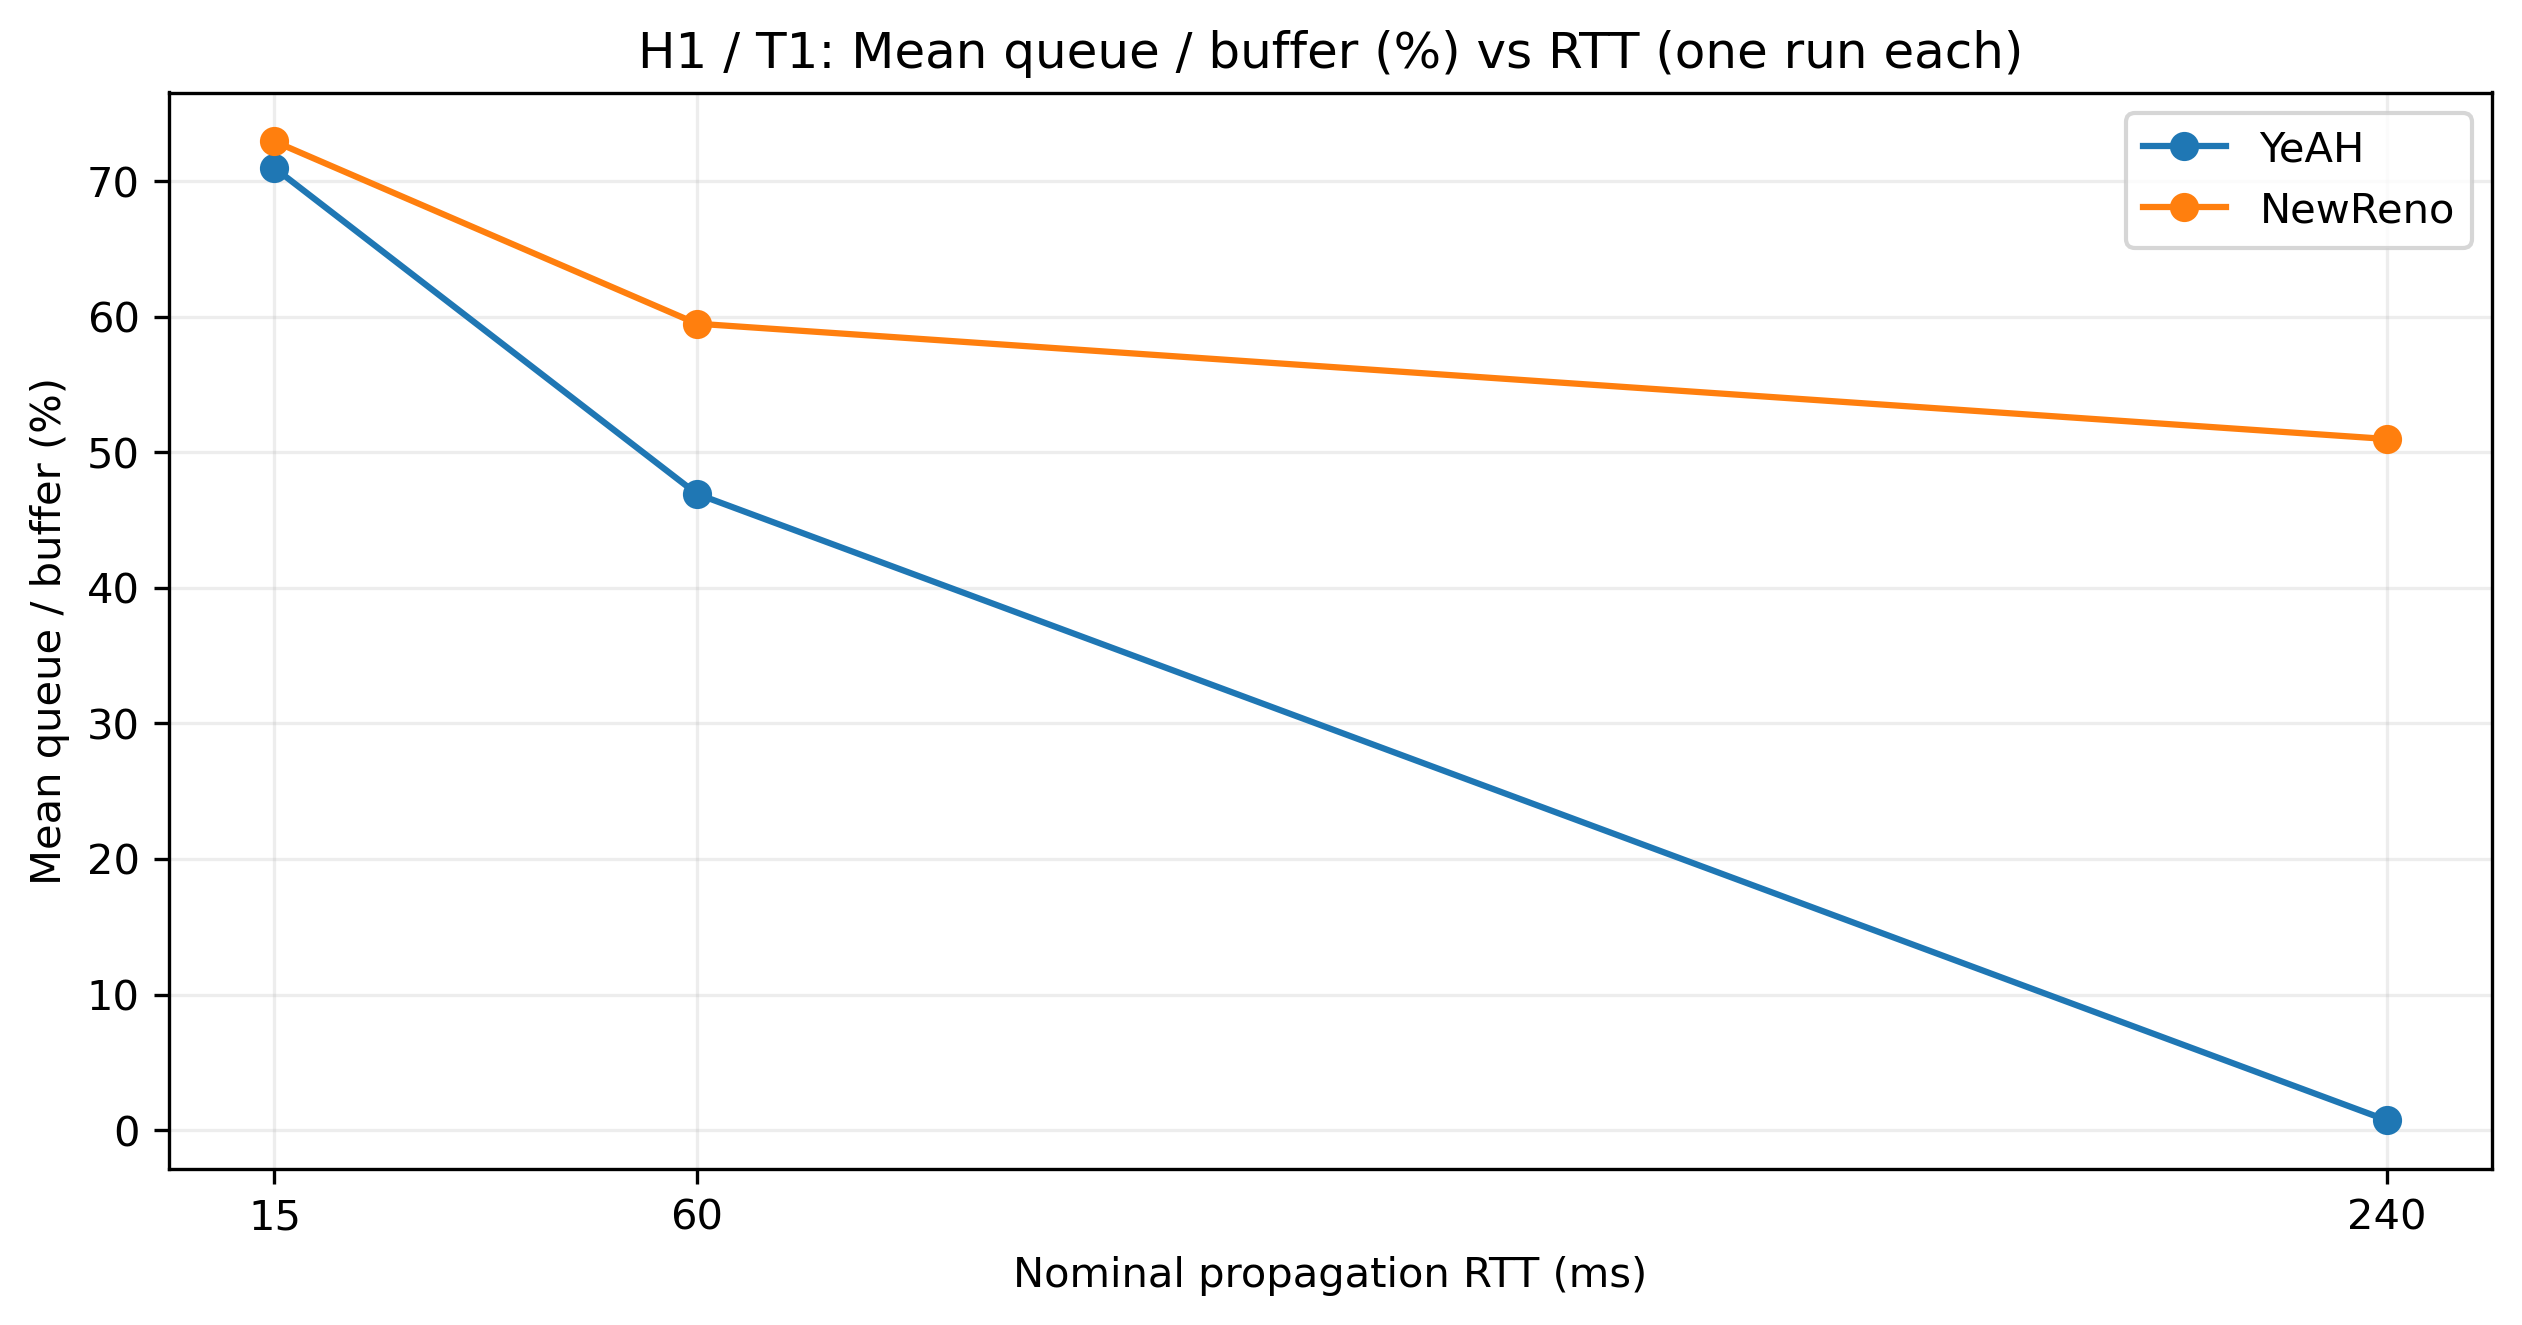 H1 / T1: Mean queue / buffer (%) vs RTT (one run each)
YeAH
NewReno
Mean queue / buffer (%)
70
60
50
40
30
20
10
0
15
60
240
Nominal propagation RTT (ms)